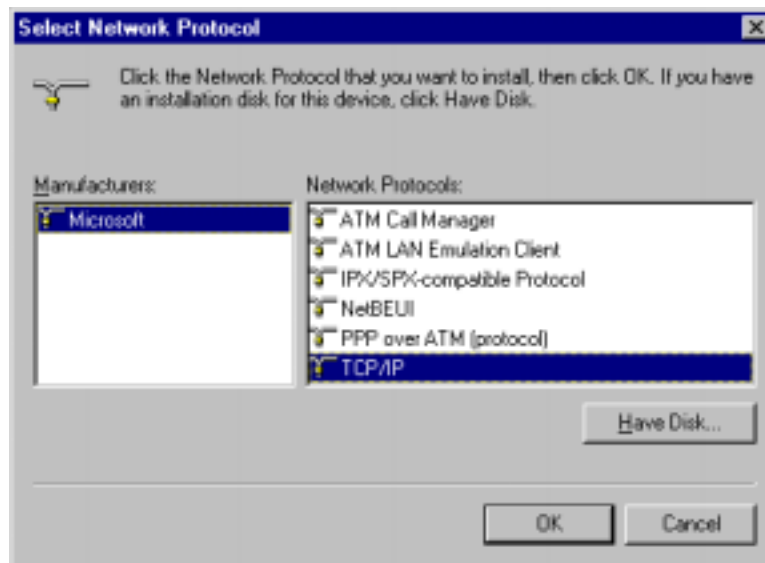 Select Network Protocol
Click the Network Protocol that you want to install, then click OK. If you have
an installation disk for this device, click Have Disk.
Manufacturers:
Microsoft
Network Protocols:
ATM Call Manager
ATM LAN Emulation Client
IPX/SPX-compatible Protocol
NetBEUI
PPP over ATM (protocol)
TCP/IP
Have Disk...
OK
Cancel